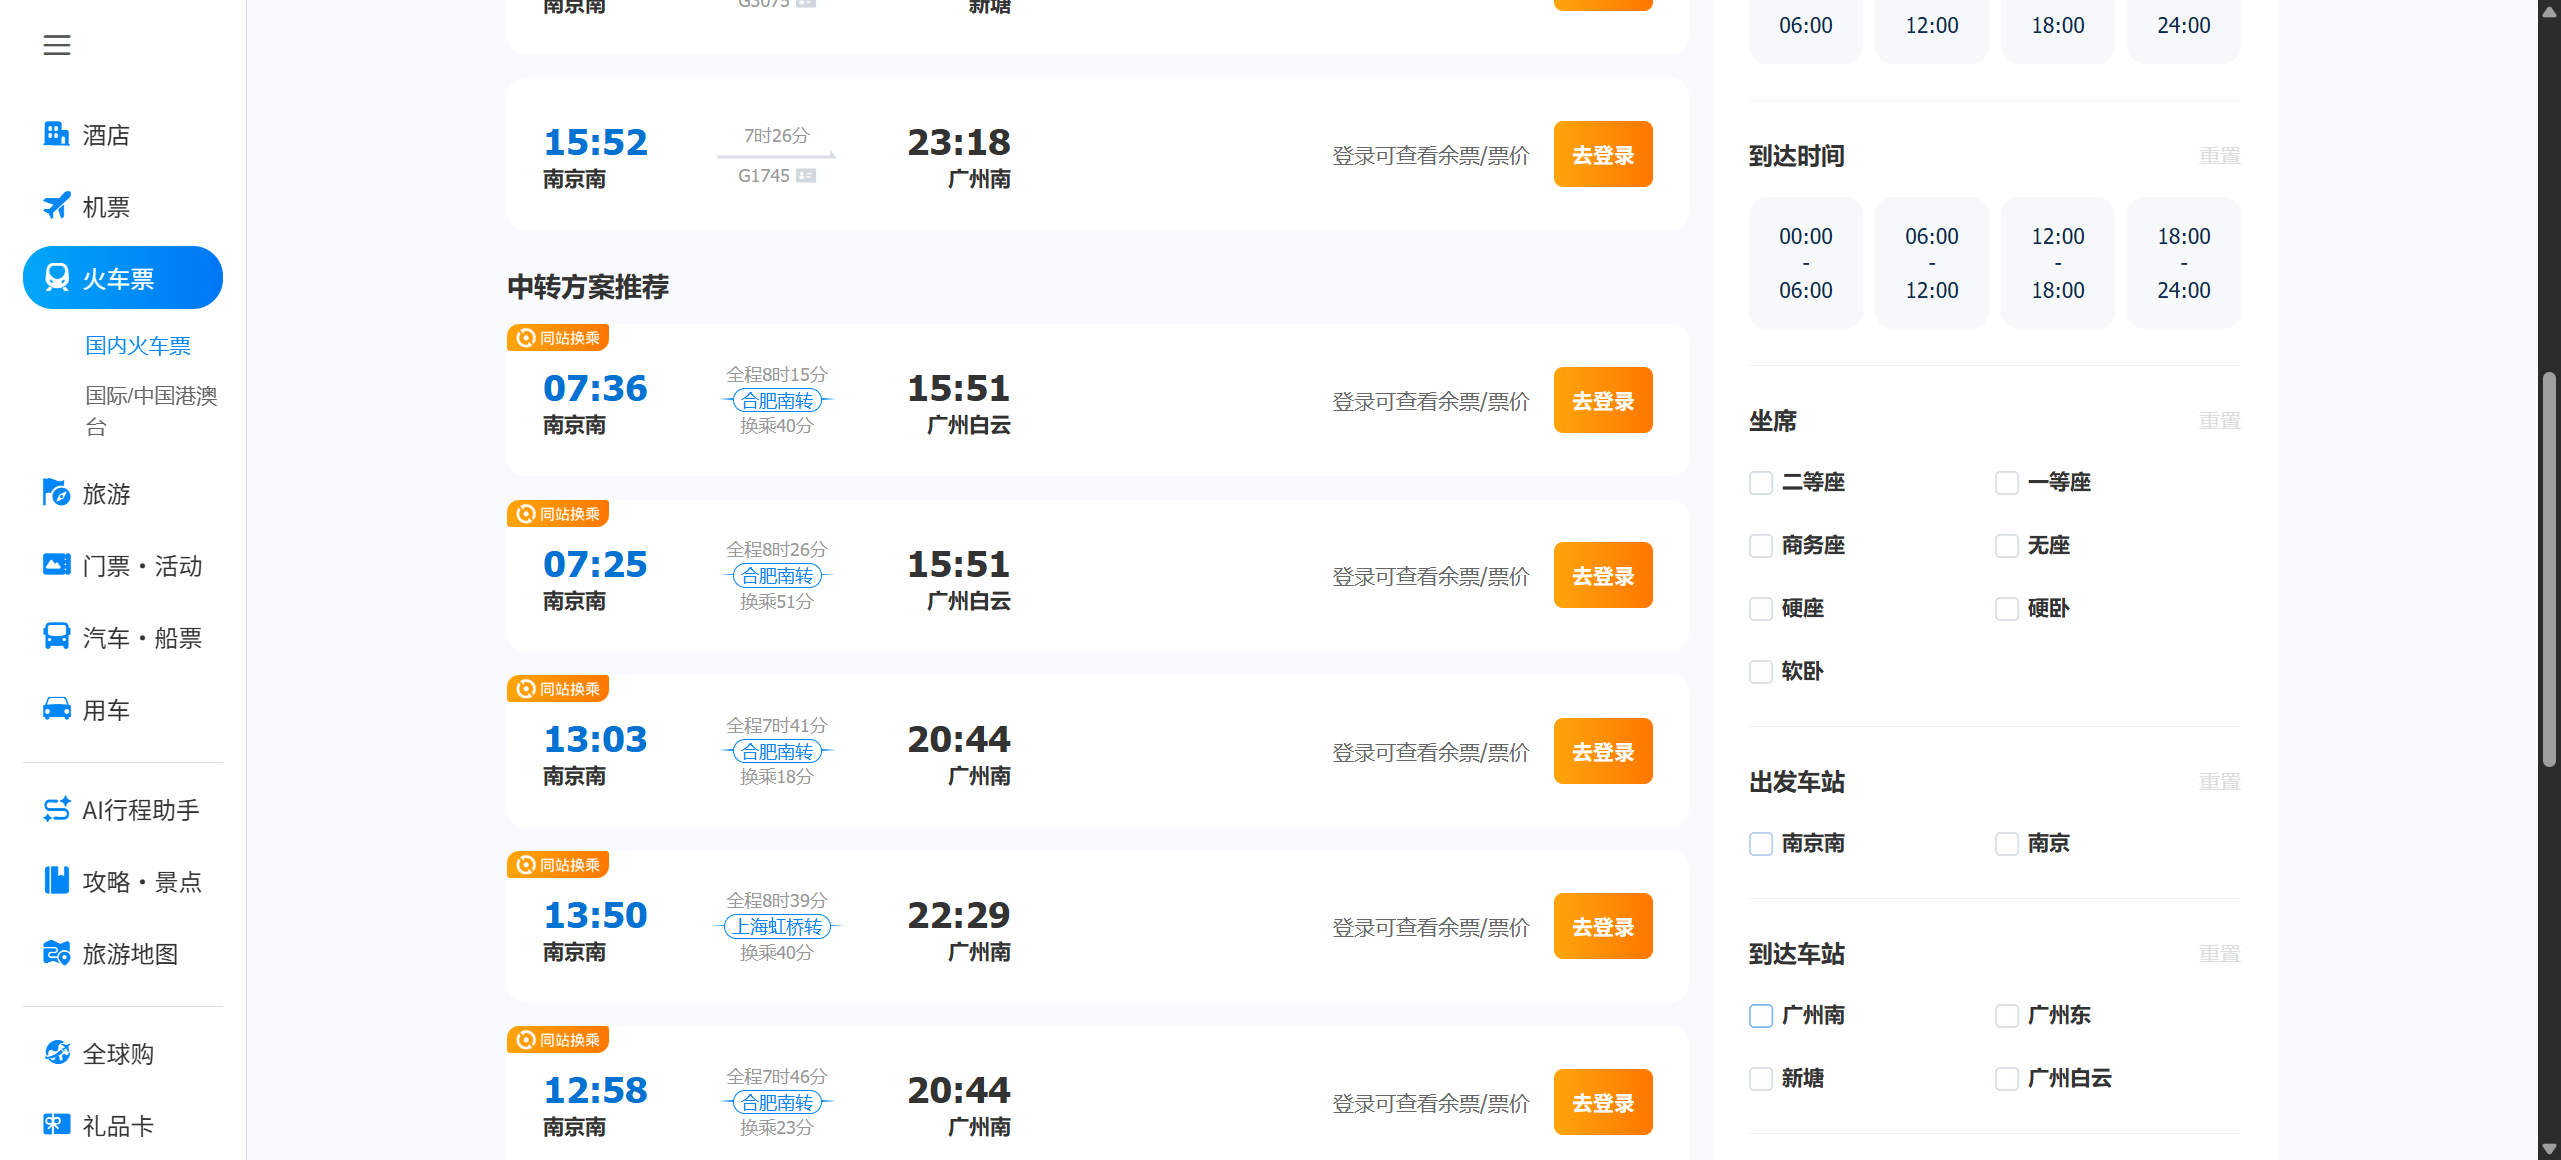 酒店
机票
火车票
国内火车票
国际/中国港澳
台
旅游
门票・活动
汽车・船票
用车
AI行程助手
攻略・景点
旅游地图
全球购
礼品卡
南京南
G3075
新塘
15:52
南京南
7时26分
G1745
23:18
广州南
登录可查看余票/票价
去登录
中转方案推荐
同站换乘
07:36
南京南
全程8时15分
合肥南转
换乘40分
15:51
广州白云
登录可查看余票/票价
去登录
同站换乘
07:25
南京南
全程8时26分
合肥南转
换乘51分
15:51
广州白云
登录可查看余票/票价
去登录
同站换乘
13:03
南京南
全程7时41分
合肥南转
换乘18分
20:44
广州南
登录可查看余票/票价
去登录
同站换乘
13:50
南京南
全程8时39分
上海虹桥转
换乘40分
22:29
广州南
登录可查看余票/票价
去登录
同站换乘
12:58
南京南
全程7时46分
合肥南转
换乘23分
20:44
广州南
登录可查看余票/票价
去登录
06:00
12:00
18:00
24:00
到达时间
重置
00:00
-
06:00
06:00
-
12:00
12:00
-
18:00
18:00
-
24:00
坐席
重置
二等座
一等座
商务座
无座
硬座
硬卧
软卧
出发车站
重置
南京南
南京
到达车站
重置
广州南
广州东
新塘
广州白云